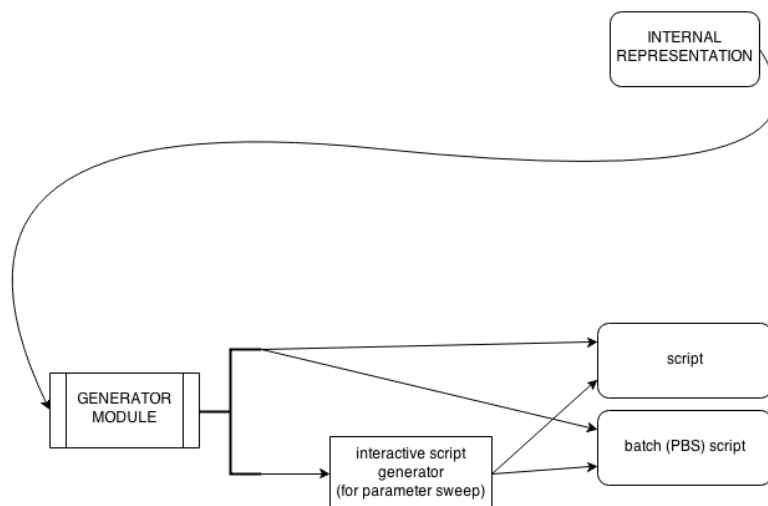 INTERNAL
REPRESENTATION
GENERATOR
MODULE
script
batch (PBS) script
interactive script
generator
(for parameter sweep)